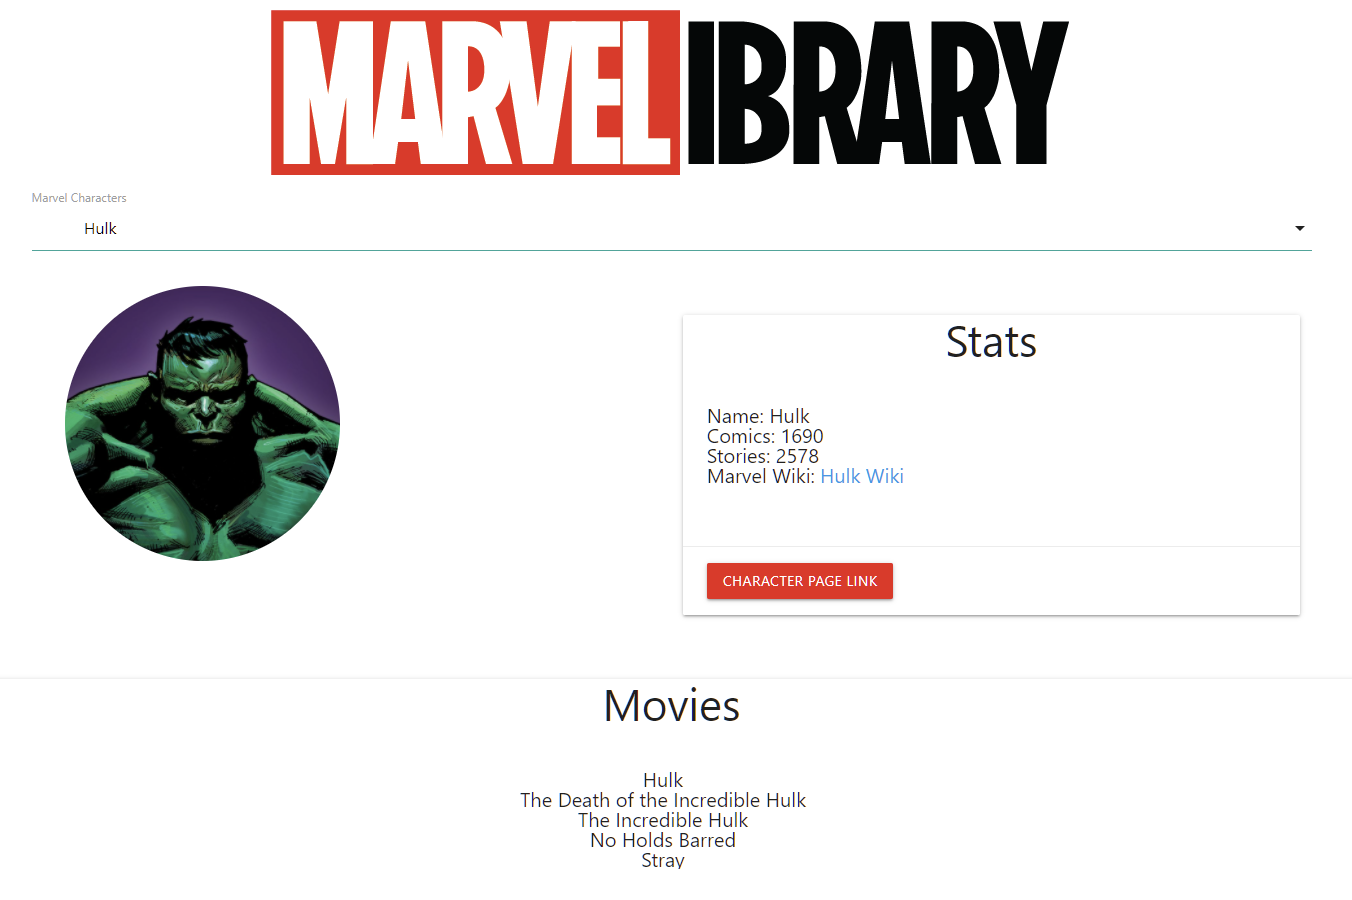 MARVEL IBRARY
Marvel Characters
Hulk
Stats
Name: Hulk
Comics: 1690
Stories: 2578
Marvel Wiki: Hulk Wiki
CHARACTER PAGE LINK
Movies
Hulk
The Death of the Incredible Hulk
The Incredible Hulk
No Holds Barred
Stray